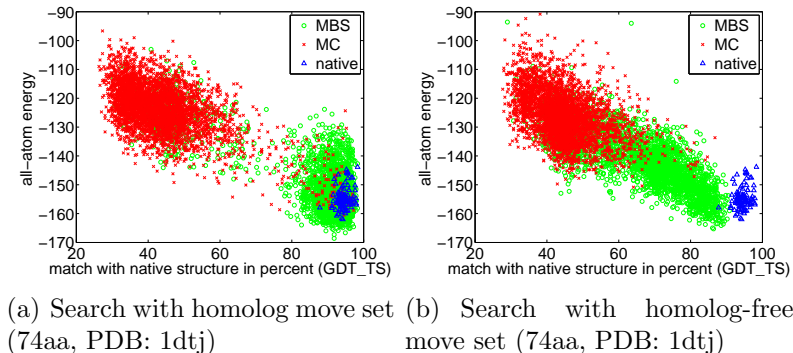 −90
−100
−110
−120
−130
−140
−150
−160
−170
all−atom energy
20 40 60 80 100
match with native structure in percent (GDT_TS)
MBS
MC
native
−90
−100
−110
−120
−130
−140
−150
−160
−170
all−atom energy
20 40 60 80 100
match with native structure in percent (GDT_TS)
MBS
MC
native
(a) Search with homolog move set
(74aa, PDB: 1dtj)
(b) Search with homolog-free
move set (74aa, PDB: 1dtj)